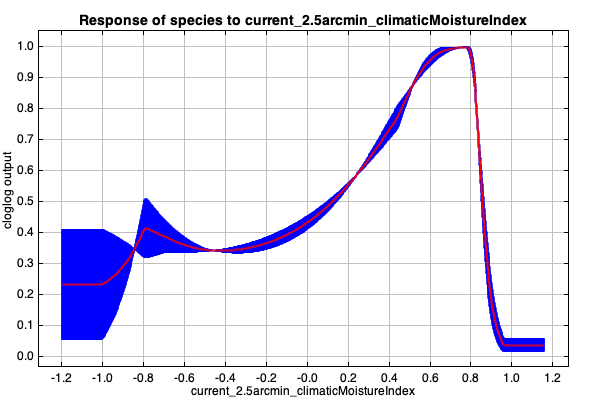 Response of species to current_2.5arcmin_climaticMoistureIndex
1.0
0.9
0.8
0.7
0.6
0.5
0.4
0.3
0.2
0.1
0.0
cloglog output
-1.2 -1.0 -0.8 -0.6 -0.4 -0.2 0.0 0.2 0.4 0.6 0.8 1.0 1.2
current_2.5arcmin_climaticMoistureIndex